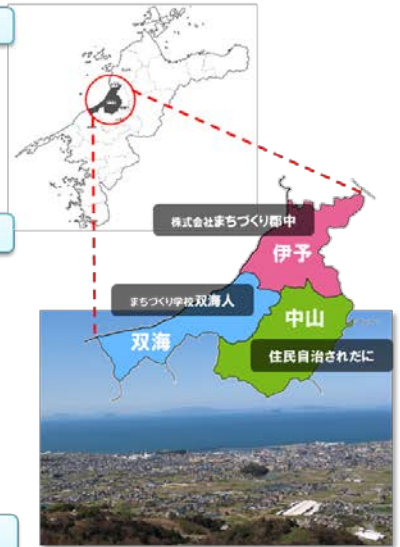 株式会社まちづくり郡中
伊予
まちづくり学校双海人
中山
双海
住民自治されだに